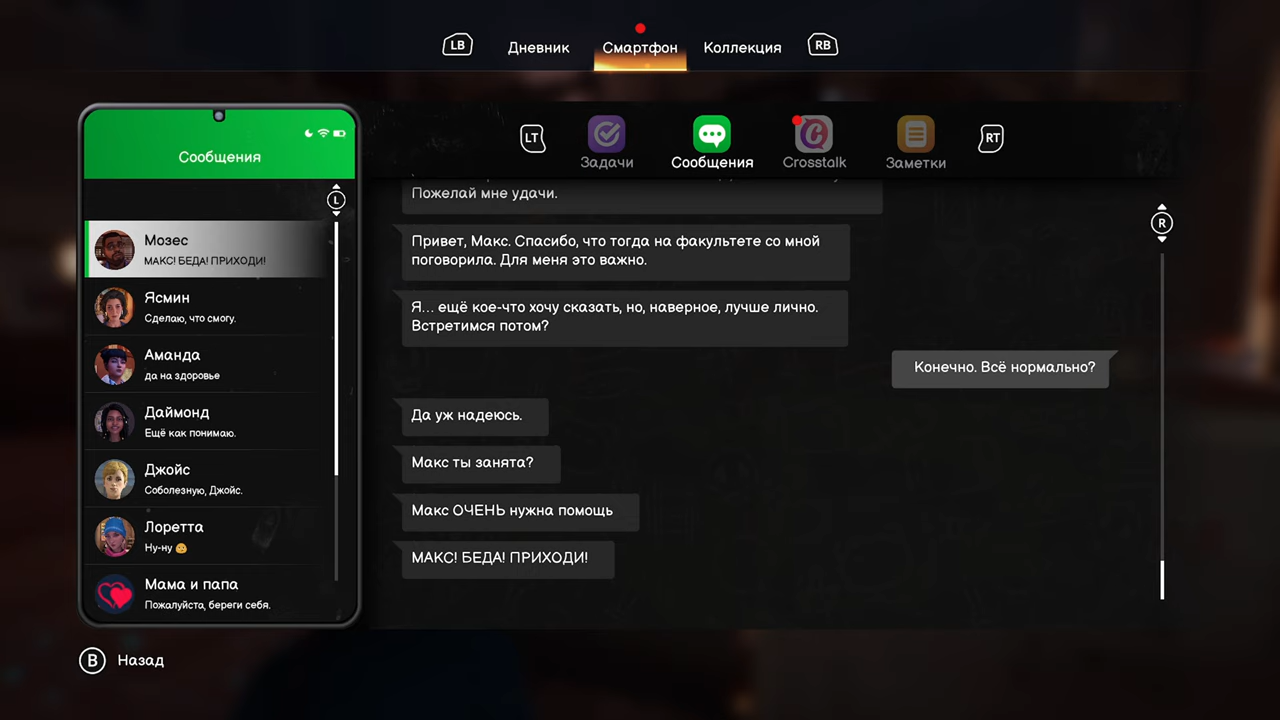 LB
Дневник
Смартфон
Коллекция
RB
Сообщения
LT
Задачи
Сообщения
Crosstalk
Заметки
RT
L
Мозес
МАКС! БЕДА! ПРИХОДИ!
Ясмин
Сделаю, что смогу.
Аманда
да на здоровье
Даймонд
Ещё как понимаю.
Джойс
Соболезную, Джойс.
Лоретта
Ну-ну
Мама и папа
Пожалуйста, береги себя.
Пожелай мне удачи.
Привет, Макс. Спасибо, что тогда на факультете со мной
поговорила. Для меня это важно.
Я... ещё кое-что хочу сказать, но, наверное, лучше лично.
Встретимся потом?
Конечно. Всё нормально?
Да уж надеюсь.
Макс ты занята?
Макс ОЧЕНЬ нужна помощь
МАКС! БЕДА! ПРИХОДИ!
R
B Назад